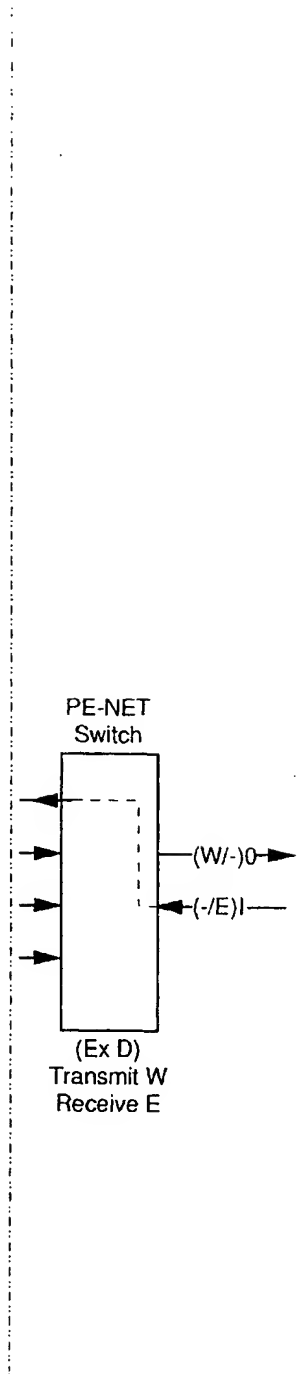 PE-NET
Switch
(W/-)0
(-/E)I
(Ex D)
Transmit W
Receive E